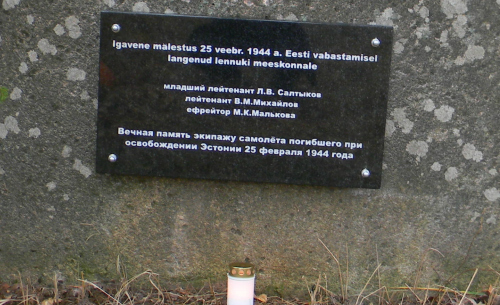 Igavene mälestus 25 veebr. 1944 a. Eesti vabastamisel
langenud lennuki meeskonnale
младший лейтенант Л.В. Салтыков
лейтенант В.М.Михайлов
ефрейтор М.К.Малькова
Вечная память экипажу самолёта погибшего при
освобождении Эстонии 25 февраля 1944 года